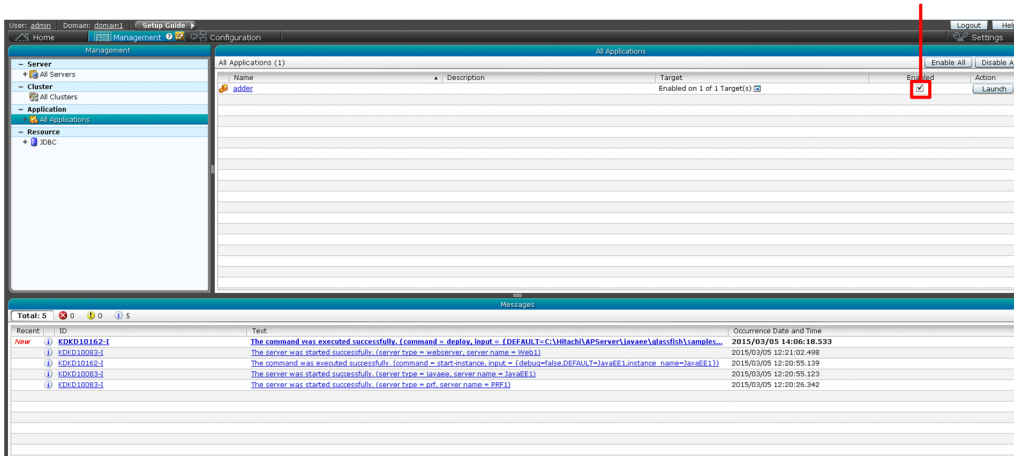 User: admin Domain: domain1 Setup Guide Logout Help
Home Management Configuration Settings
Management
All Applications
– Server
+ All Servers
– Cluster
All Clusters
– Application
+ All Applications
– Resource
+ JDBC
All Applications (1) Enable All Disable A
Name Description Target Enabled Action
adder Enabled on 1 of 1 Target(s) Launch
Messages
Total: 5 0 0 5
Recent ID Text Occurrence Date and Time
New KDKD10162-I The command was executed successfully. (command = deploy, input = {DEFAULT=C:\Hitachi\APServer\javaee\glassfish\samples... 2015/03/05 14:06:18.533
KDKD10083-I The server was started successfully. (server type = webserver, server name = Web1) 2015/03/05 12:21:02.498
KDKD10162-I The command was executed successfully. (command = start-instance, input = {debug=false,DEFAULT=JavaEE1,instance_name=JavaEE1}) 2015/03/05 12:20:55.139
KDKD10083-I The server was started successfully. (server type = javaee, server name = JavaEE1) 2015/03/05 12:20:55.123
KDKD10083-I The server was started successfully. (server type = prf, server name = PRF1) 2015/03/05 12:20:26.342